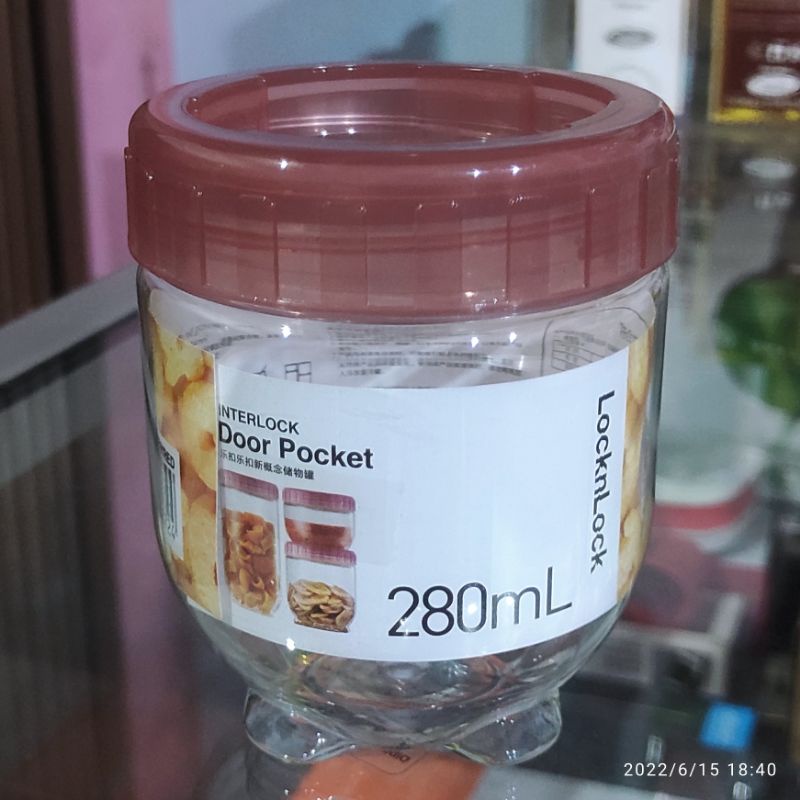 INTERLOCK
Door Pocket
乐扣乐扣新概念储物罐
280mL
LocknLock
2022/6/15 18:40